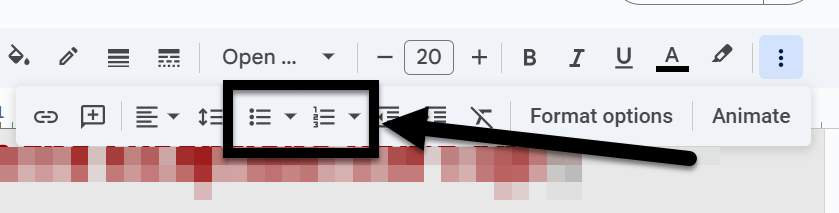 Open ... 20 B I U A
Format options Animate